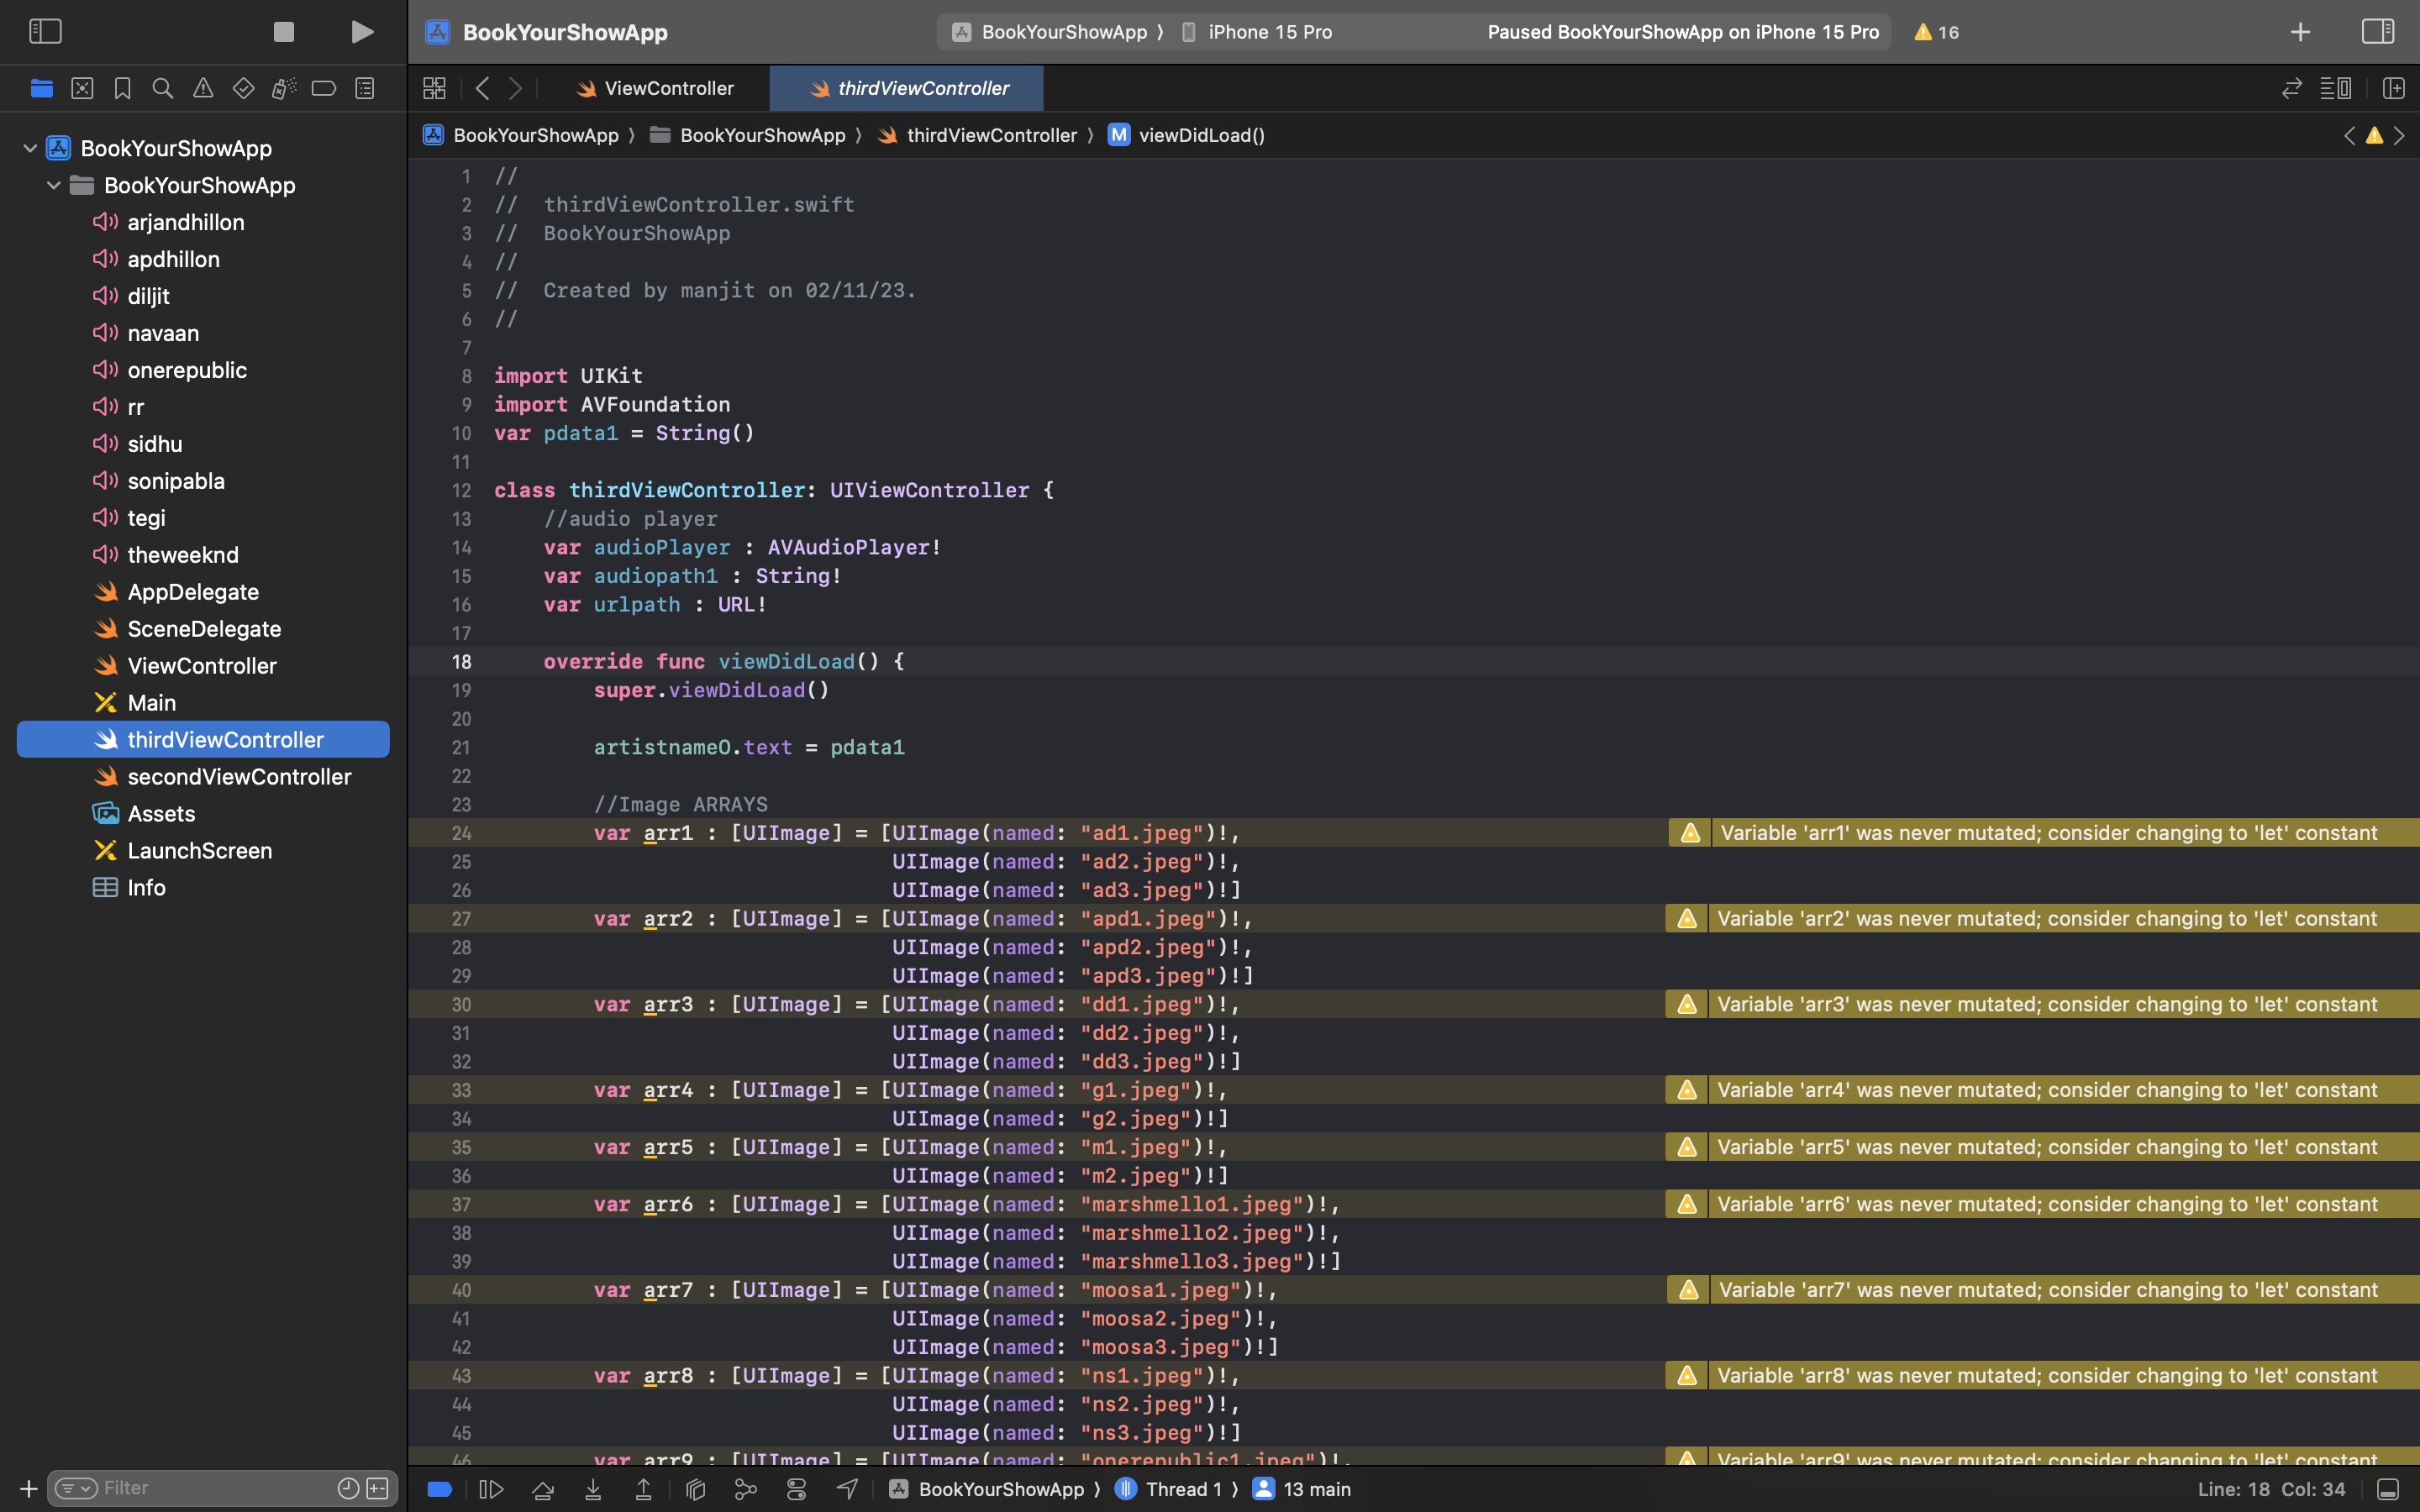 BookYourShowApp
BookYourShowApp 〉 iPhone 15 Pro
Paused BookYourShowApp on iPhone 15 Pro
16
ViewController
thirdViewController
BookYourShowApp 〉 BookYourShowApp 〉 thirdViewController 〉 M viewDidLoad()
BookYourShowApp
BookYourShowApp
arjandhillon
apdhillon
diljit
navaan
onerepublic
rr
sidhu
sonipabla
tegi
theweeknd
AppDelegate
SceneDelegate
ViewController
Main
thirdViewController
secondViewController
Assets
LaunchScreen
Info
Filter
1 //
2 //  thirdViewController.swift
3 //  BookYourShowApp
4 //
5 //  Created by manjit on 02/11/23.
6 //
7
8 import UIKit
9 import AVFoundation
10 var pdata1 = String()
11
12 class thirdViewController: UIViewController {
13     //audio player
14     var audioPlayer : AVAudioPlayer!
15     var audiopath1 : String!
16     var urlpath : URL!
17
18     override func viewDidLoad() {
19         super.viewDidLoad()
20
21         artistnameO.text = pdata1
22
23         //Image ARRAYS
24         var arr1 : [UIImage] = [UIImage(named: "ad1.jpeg")!, Variable 'arr1' was never mutated; consider changing to 'let' constant
25                                 UIImage(named: "ad2.jpeg")!,
26                                 UIImage(named: "ad3.jpeg")!]
27         var arr2 : [UIImage] = [UIImage(named: "apd1.jpeg")!, Variable 'arr2' was never mutated; consider changing to 'let' constant
28                                 UIImage(named: "apd2.jpeg")!,
29                                 UIImage(named: "apd3.jpeg")!]
30         var arr3 : [UIImage] = [UIImage(named: "dd1.jpeg")!, Variable 'arr3' was never mutated; consider changing to 'let' constant
31                                 UIImage(named: "dd2.jpeg")!,
32                                 UIImage(named: "dd3.jpeg")!]
33         var arr4 : [UIImage] = [UIImage(named: "g1.jpeg")!, Variable 'arr4' was never mutated; consider changing to 'let' constant
34                                 UIImage(named: "g2.jpeg")!]
35         var arr5 : [UIImage] = [UIImage(named: "m1.jpeg")!, Variable 'arr5' was never mutated; consider changing to 'let' constant
36                                 UIImage(named: "m2.jpeg")!]
37         var arr6 : [UIImage] = [UIImage(named: "marshmello1.jpeg")!, Variable 'arr6' was never mutated; consider changing to 'let' constant
38                                 UIImage(named: "marshmello2.jpeg")!,
39                                 UIImage(named: "marshmello3.jpeg")!]
40         var arr7 : [UIImage] = [UIImage(named: "moosa1.jpeg")!, Variable 'arr7' was never mutated; consider changing to 'let' constant
41                                 UIImage(named: "moosa2.jpeg")!,
42                                 UIImage(named: "moosa3.jpeg")!]
43         var arr8 : [UIImage] = [UIImage(named: "ns1.jpeg")!, Variable 'arr8' was never mutated; consider changing to 'let' constant
44                                 UIImage(named: "ns2.jpeg")!,
45                                 UIImage(named: "ns3.jpeg")!]
46         var arr9 : [UIImage] = [UIImage(named: "onerepublic1.jpeg")!, Variable 'arr9' was never mutated; consider changing to 'let' constant
BookYourShowApp 〉 Thread 1 〉 13 main
Line: 18  Col: 34